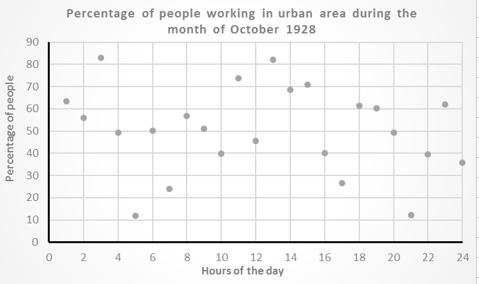 Percentage of people working in urban area during the
month of October 1928
90
80
70
60
50
40
30
20
10
0
Percentage of people
0 2 4 6 8 10 12 14 16 18 20 22 24
Hours of the day